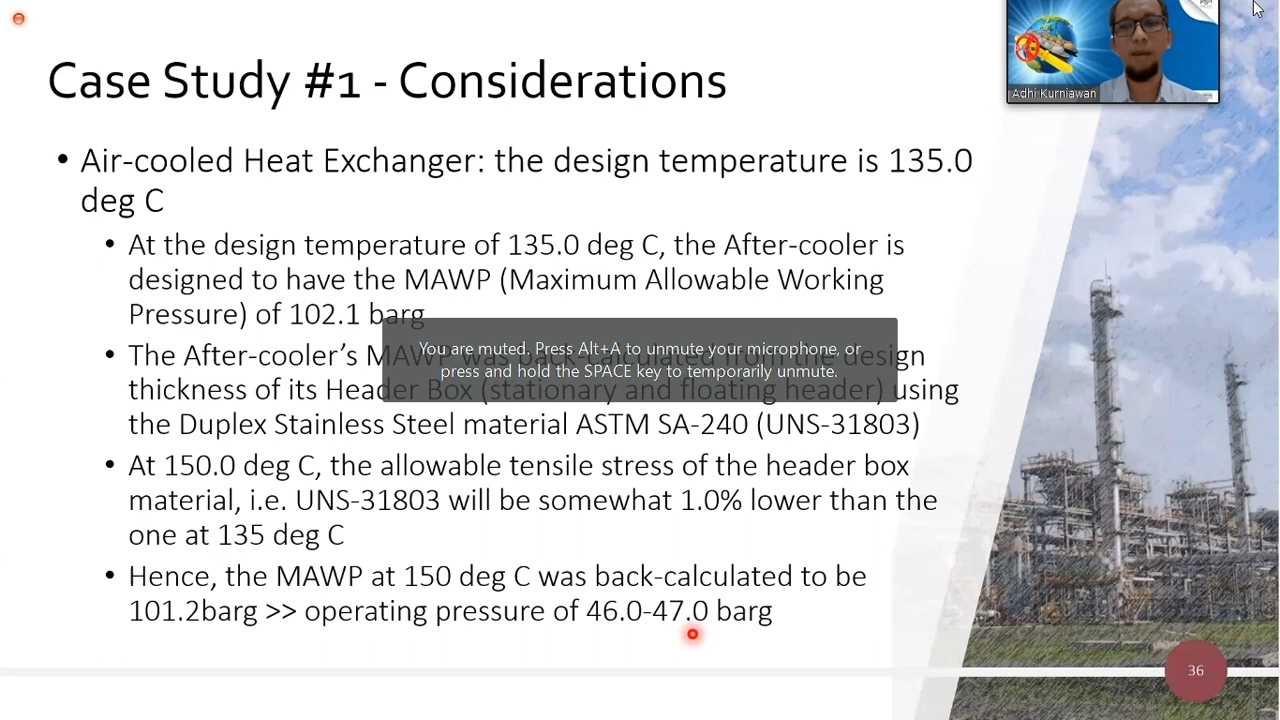 Case Study #1 - Considerations
Adhi Kurniawan
• Air-cooled Heat Exchanger: the design temperature is 135.0
deg C
• At the design temperature of 135.0 deg C, the After-cooler is
designed to have the MAWP (Maximum Allowable Working
Pressure) of 102.1 barg
You are muted. Press Alt+A to unmute your microphone, or
press and hold the SPACE key to temporarily unmute.
• The After-cooler’s MAWP was back-calculated from the design
thickness of its Header Box (stationary and floating header) using
the Duplex Stainless Steel material ASTM SA-240 (UNS-31803)
• At 150.0 deg C, the allowable tensile stress of the header box
material, i.e. UNS-31803 will be somewhat 1.0% lower than the
one at 135 deg C
• Hence, the MAWP at 150 deg C was back-calculated to be
101.2barg >> operating pressure of 46.0-47.0 barg
36